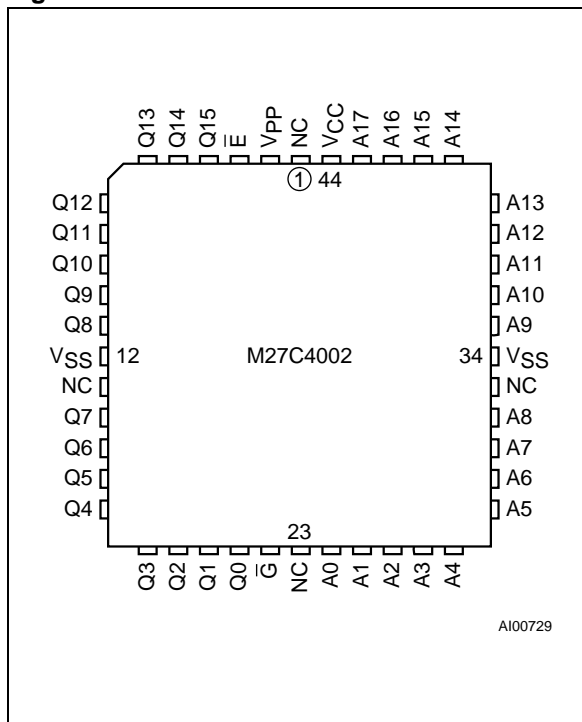 Q13 Q14 Q15 E̅ VPP NC VCC A17 A16 A15 A14
1 44
Q12 A13
Q11 A12
Q10 A11
Q9 A10
Q8 A9
VSS 12 M27C4002 34 VSS
NC NC
Q7 A8
Q6 A7
Q5 A6
Q4 A5
23
Q3 Q2 Q1 Q0 G̅ NC A0 A1 A2 A3 A4
AI00729